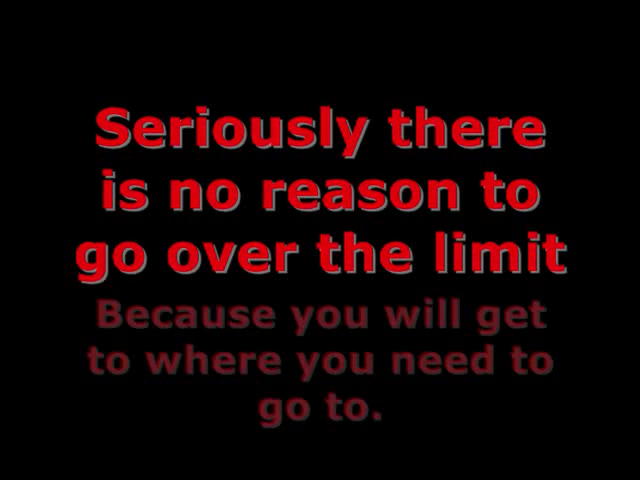 Seriously there
is no reason to
go over the limit
Because you will get
to where you need to
go to.